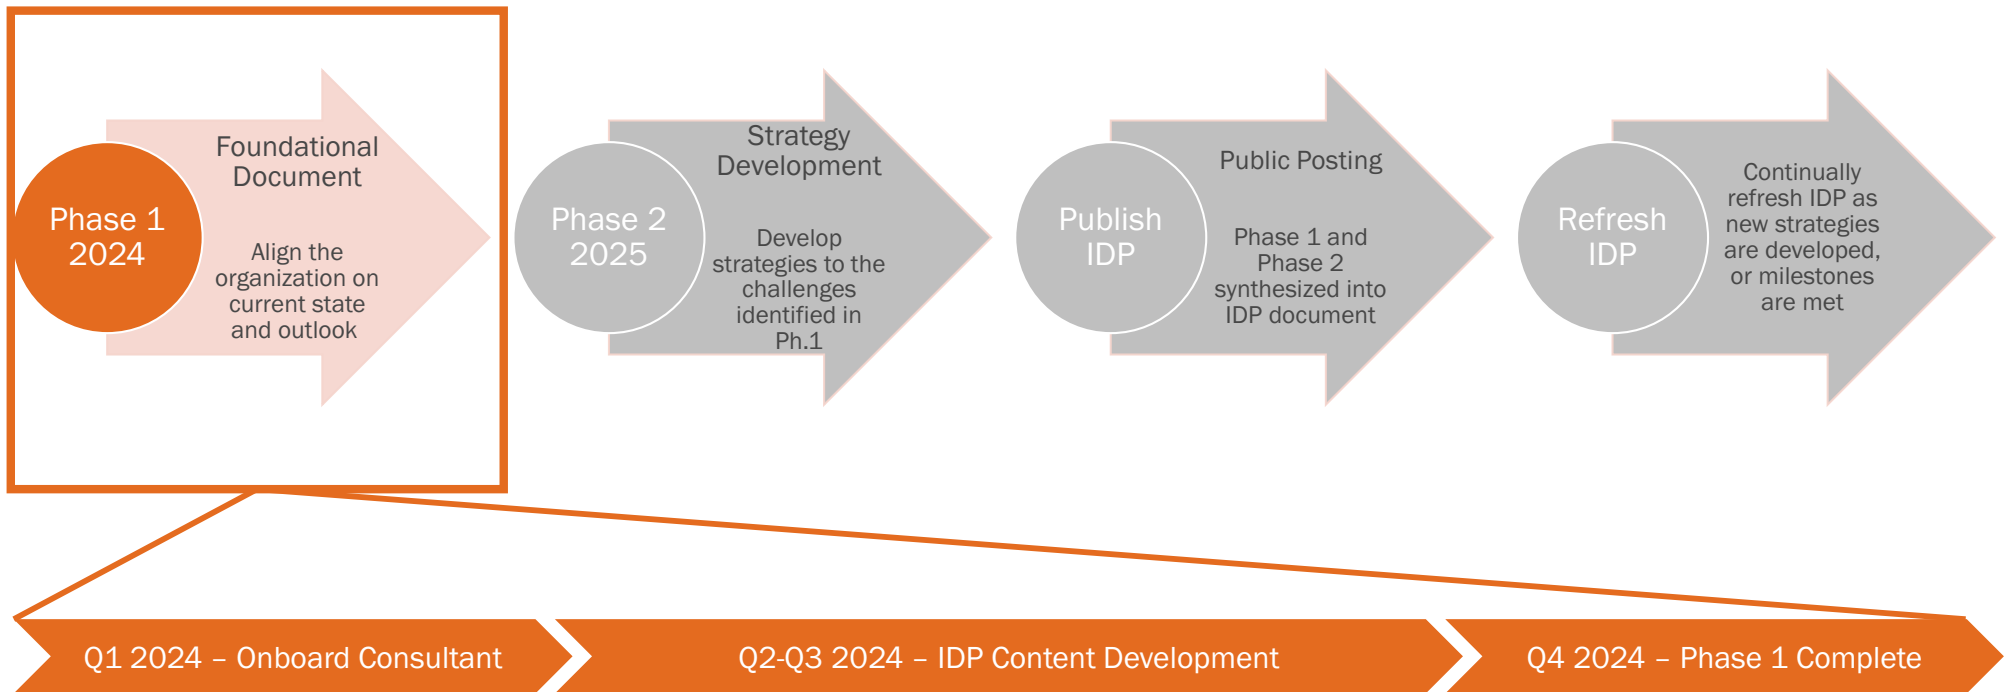 Phase 1
2024
Foundational
Document
Align the
organization on
current state
and outlook
Phase 2
2025
Strategy
Development
Develop
strategies to the
challenges
identified in
Ph.1
Publish
IDP
Public Posting
Phase 1 and
Phase 2
synthesized into
IDP document
Refresh
IDP
Continually
refresh IDP as
new strategies
are developed,
or milestones
are met
Q1 2024 – Onboard Consultant
Q2-Q3 2024 – IDP Content Development
Q4 2024 – Phase 1 Complete